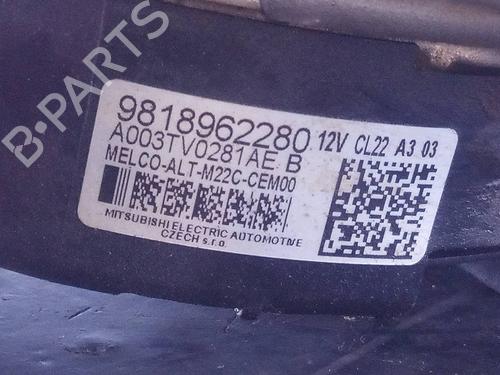 B-PARTS
9818962280 12V CL22 A3 03
A003TV0281AE B
MELCO-ALT-M22C-CEM00
MITSUBISHI ELECTRIC AUTOMOTIVE
CZECH s.r.o.